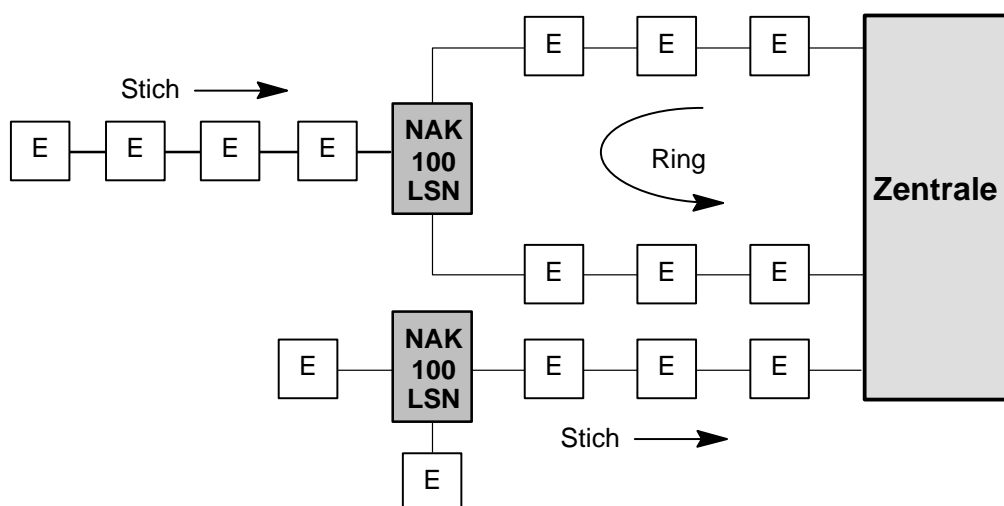 E E E
Stich
E E E E
NAK
100
LSN
Ring
Zentrale
E E E
NAK
100
LSN
E
E E E
Stich
E